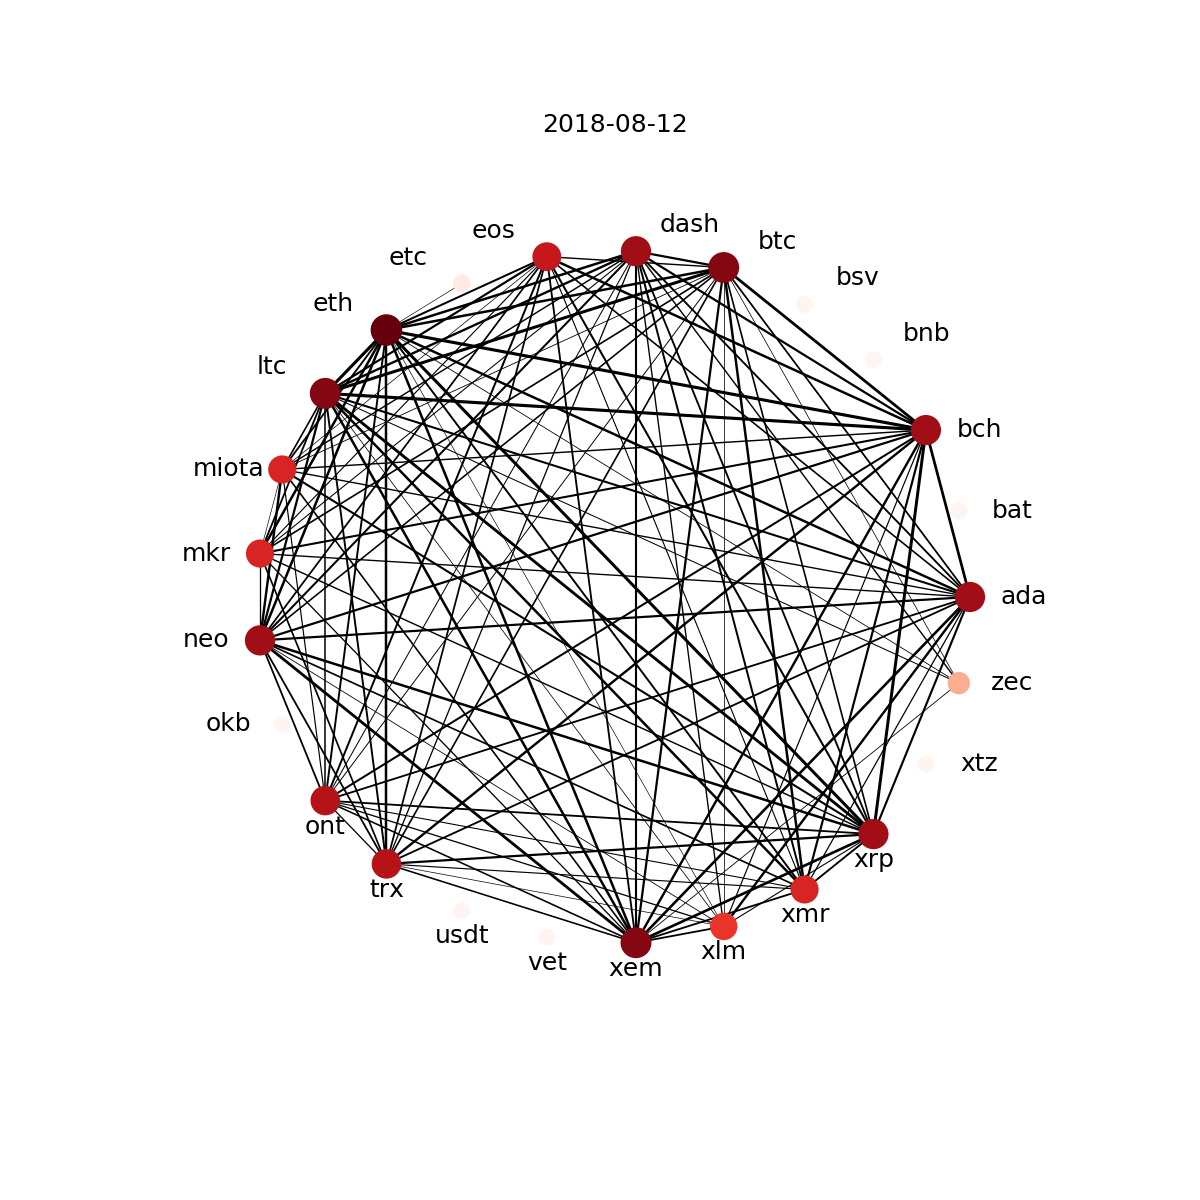 2018-08-12
dash
eos
btc
etc
bsv
eth
bnb
ltc
bch
miota
bat
mkr
ada
neo
zec
okb
xtz
ont
xrp
trx
xmr
usdt
xlm
vet
xem